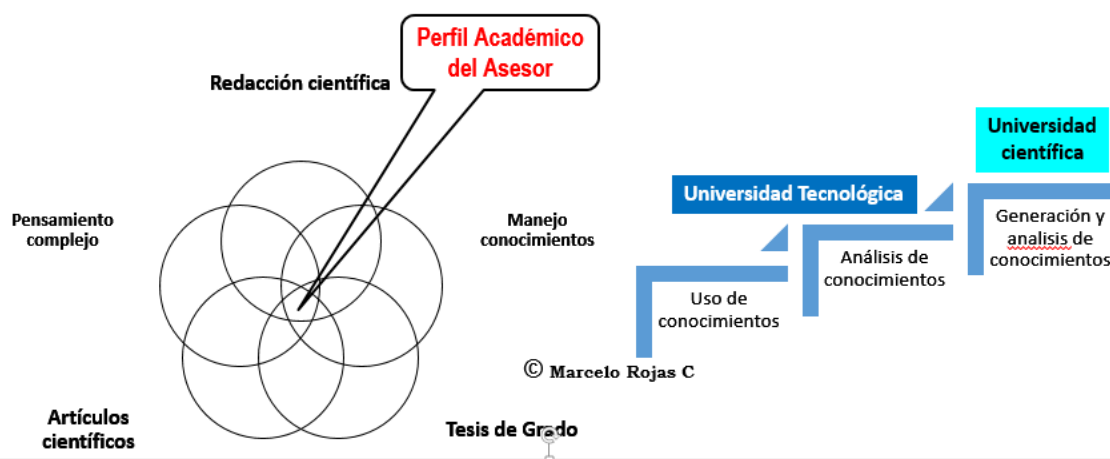 Perfil Académico
del Asesor
Redacción científica
Pensamiento
complejo
Manejo
conocimientos
Artículos
científicos
Tesis de Grado
Universidad
científica
Universidad Tecnológica
Generación y
analisis de
conocimientos
Análisis de
conocimientos
Uso de
conocimientos
© Marcelo Rojas C